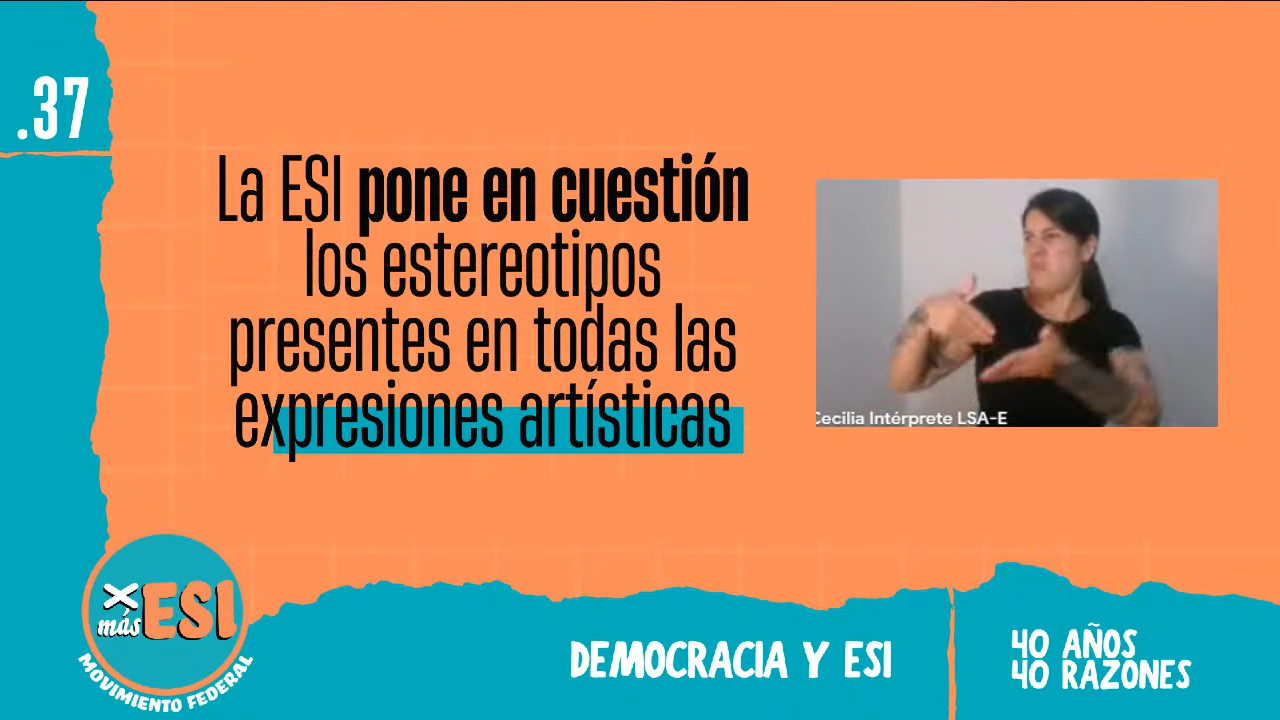 .37
La ESI pone en cuestión
los estereotipos
presentes en todas las
expresiones artísticas
Cecilia Intérprete LSA-E
x
más ESI
MOVIMIENTO FEDERAL
DEMOCRACIA Y ESI
40 AÑOS
40 RAZONES